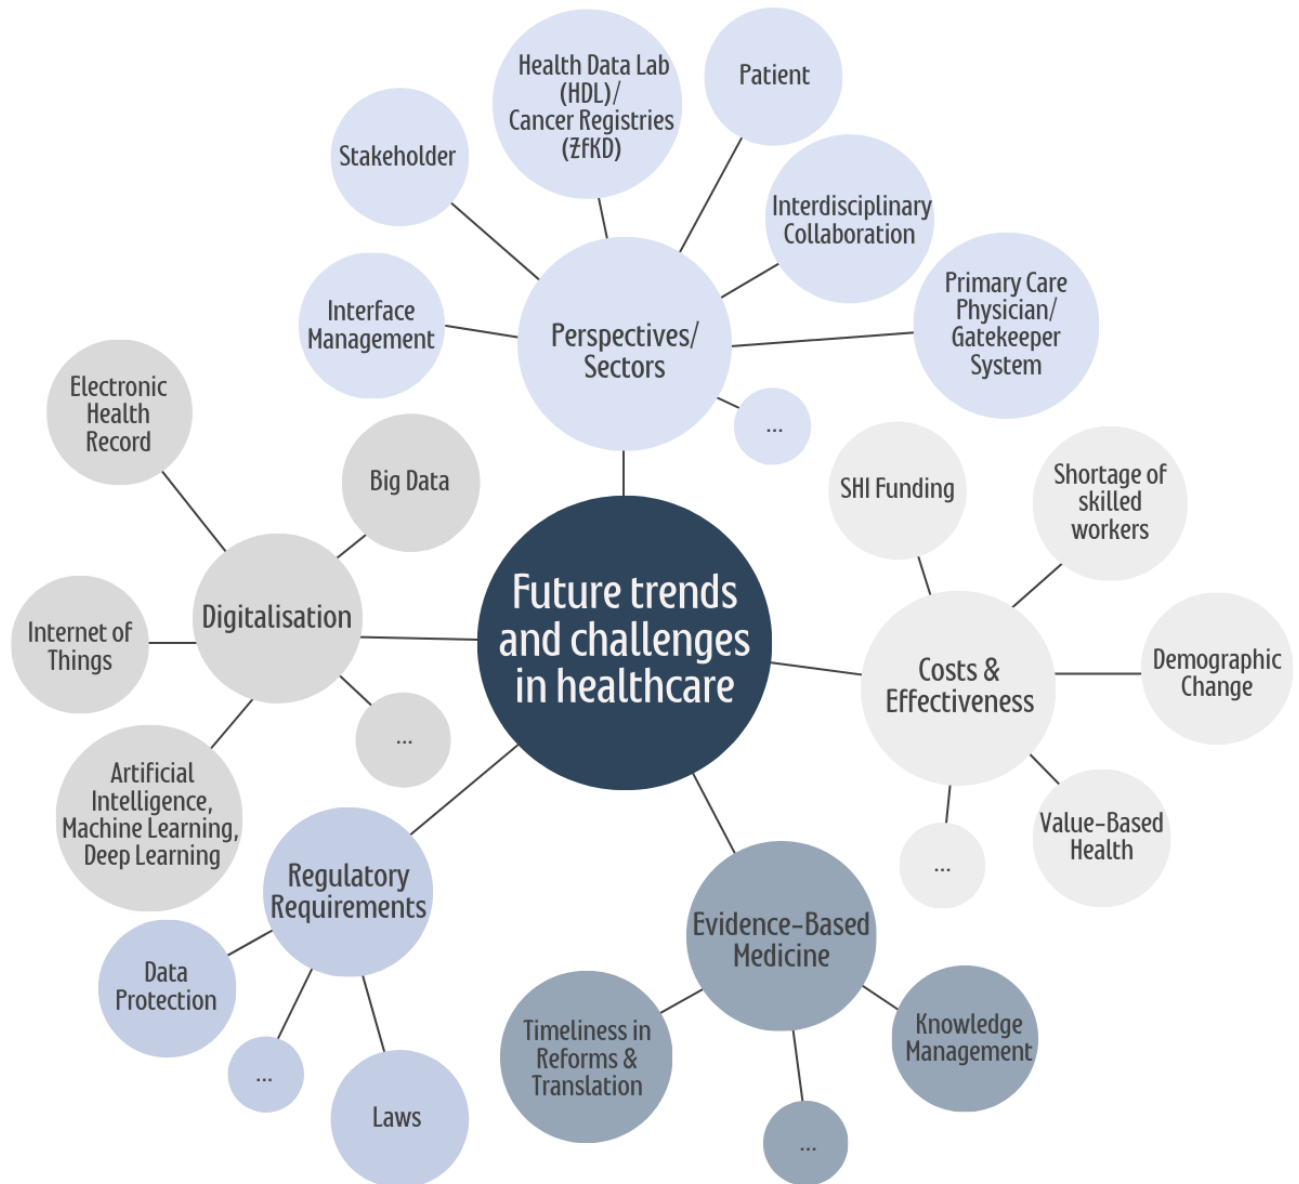 Health Data Lab
(HDL)/
Cancer Registries
(ZfKD)
Patient
Stakeholder
Interdisciplinary
Collaboration
Primary Care
Physician/
Gatekeeper
System
Interface
Management
Perspectives/
Sectors
...
Electronic
Health
Record
Big Data
Internet of
Things
Digitalisation
...
Artificial
Intelligence,
Machine Learning,
Deep Learning
Future trends
and challenges
in healthcare
SHI Funding
Shortage of
skilled
workers
Costs &
Effectiveness
Demographic
Change
Value-Based
Health
...
Regulatory
Requirements
Data
Protection
...
Laws
Evidence-Based
Medicine
Timeliness in
Reforms &
Translation
Knowledge
Management
...